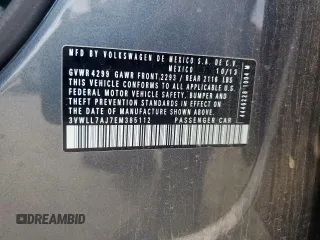 MFD BY VOLKSWAGEN DE MEXICO S.A. DE C.V.
MEXICO 10/13
GVWR 4299 GAWR FRONT.2293 / REAR 2116 LBS
THIS VEHICLE CONFORMS TO ALL APPLICABLE U.S.
FEDERAL MOTOR VEHICLE SAFETY, BUMPER, AND
THEFT PREVENTION STANDARDS IN EFFECT ON THE
DATE OF MANUFACTURE SHOWN ABOVE.
3VWLL7AJ7EM385112 PASSENGER CAR
DREAMBID